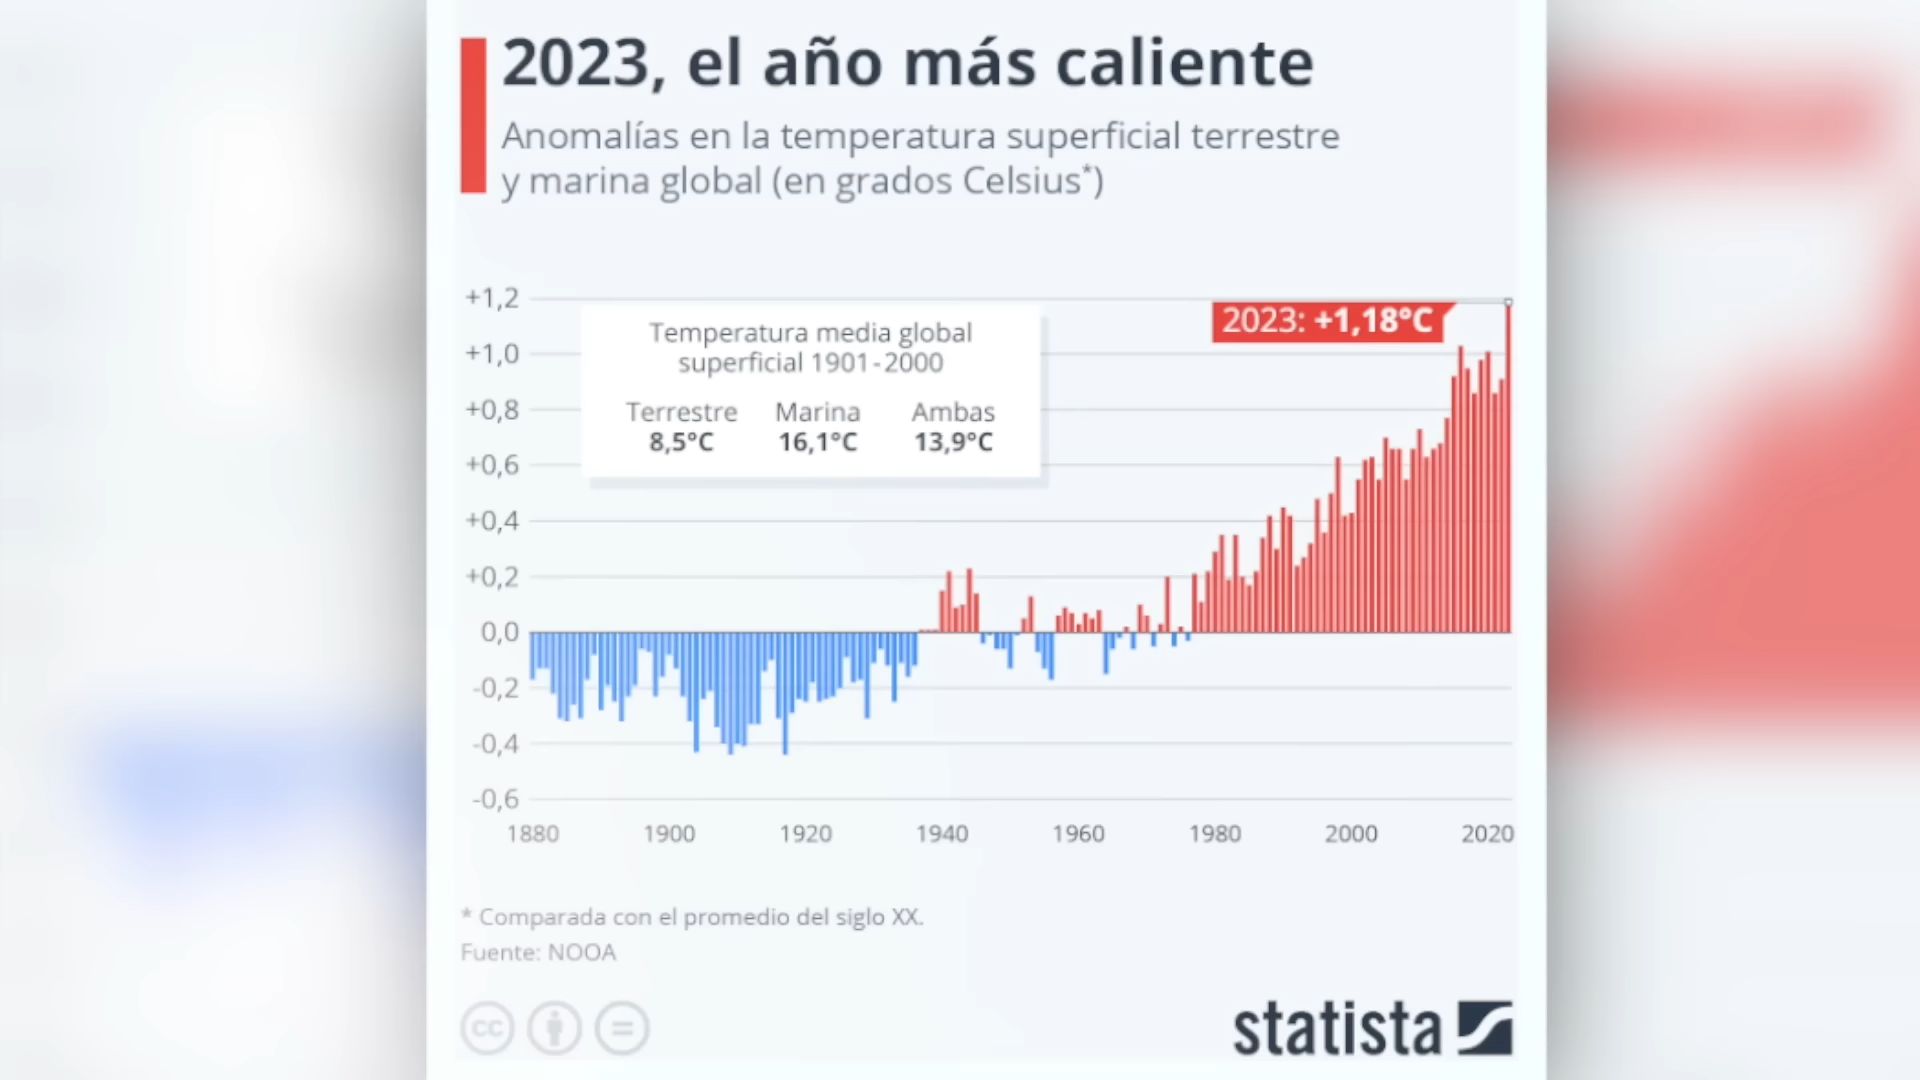 2023, el año más caliente
Anomalías en la temperatura superficial terrestre
y marina global (en grados Celsius*)
+1,2
+1,0
+0,8
+0,6
+0,4
+0,2
0,0
-0,2
-0,4
-0,6
Temperatura media global
superficial 1901-2000
Terrestre Marina Ambas
8,5°C 16,1°C 13,9°C
2023: +1,18°C
1880 1900 1920 1940 1960 1980 2000 2020
* Comparada con el promedio del siglo XX.
Fuente: NOOA
cc
statista